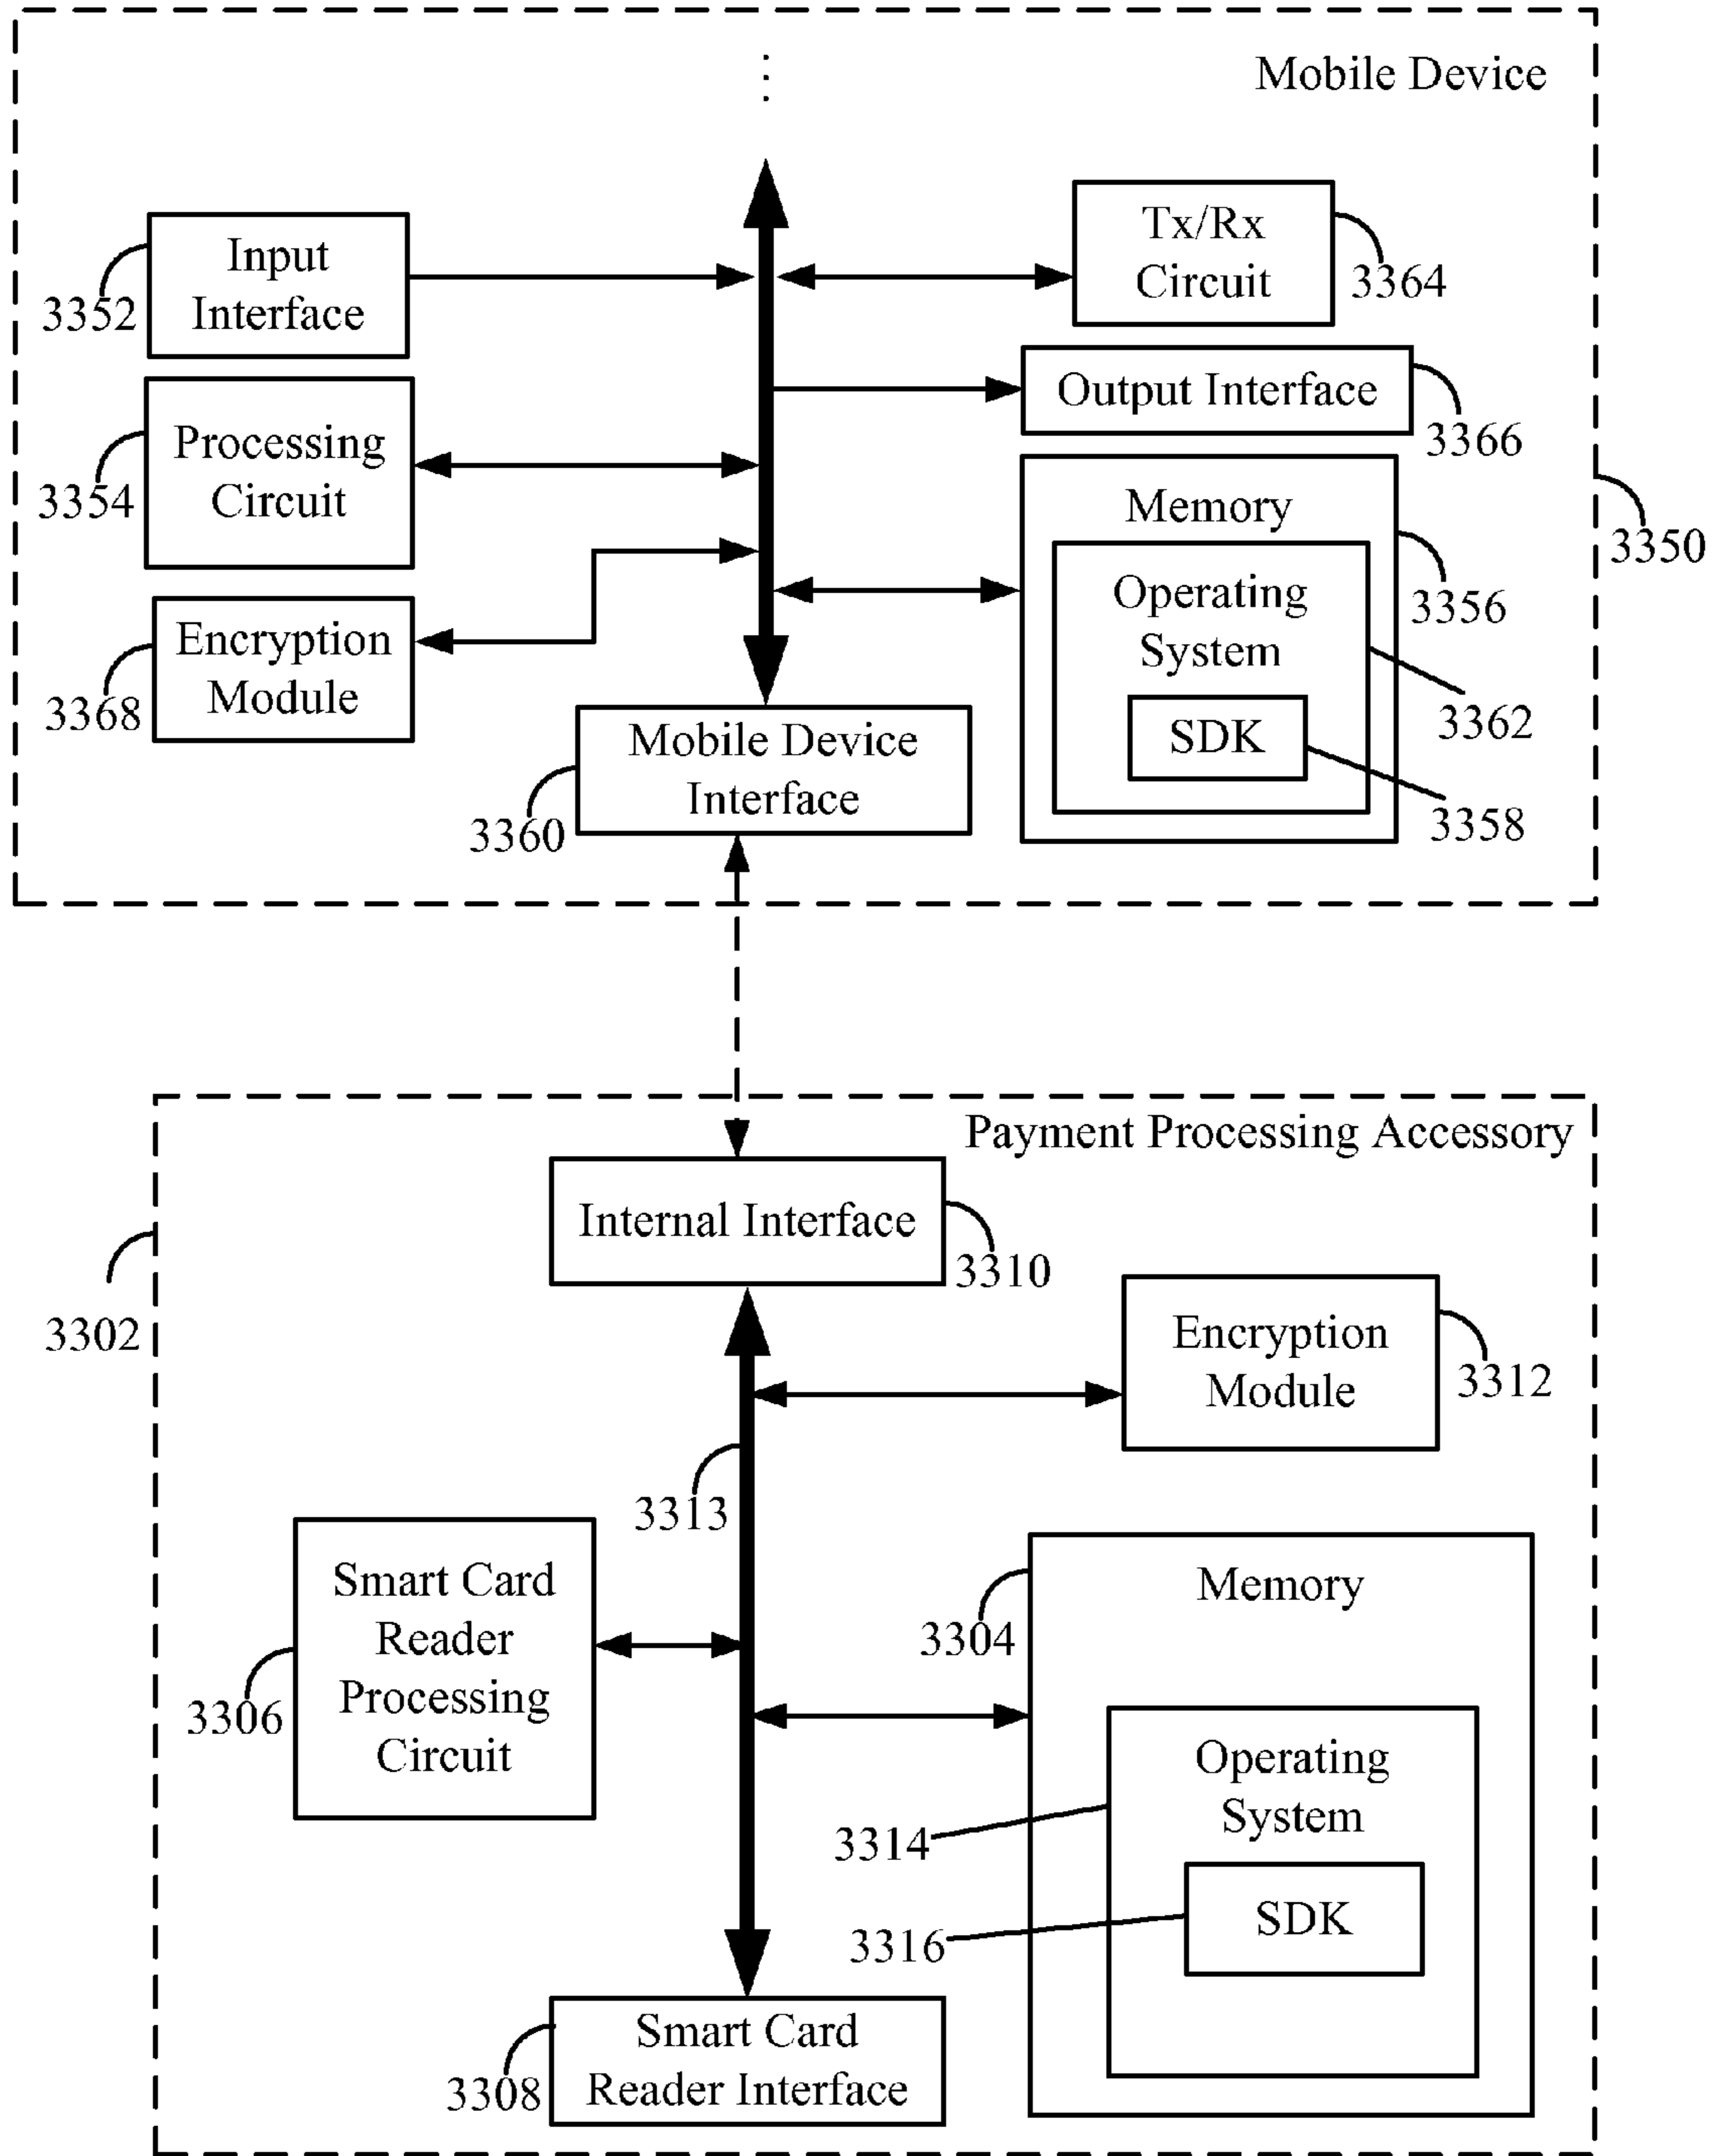 Mobile Device
Input
Interface
3352
Tx/Rx
Circuit
3364
Output Interface
3366
Processing
Circuit
3354
Memory
3356
3350
Operating
System
3362
SDK
3358
Encryption
Module
3368
Mobile Device
Interface
3360
Payment Processing Accessory
3302
Internal Interface
3310
Encryption
Module
3312
3313
Smart Card
Reader
Processing
Circuit
3306
Memory
3304
Operating
System
3314
SDK
3316
Smart Card
Reader Interface
3308